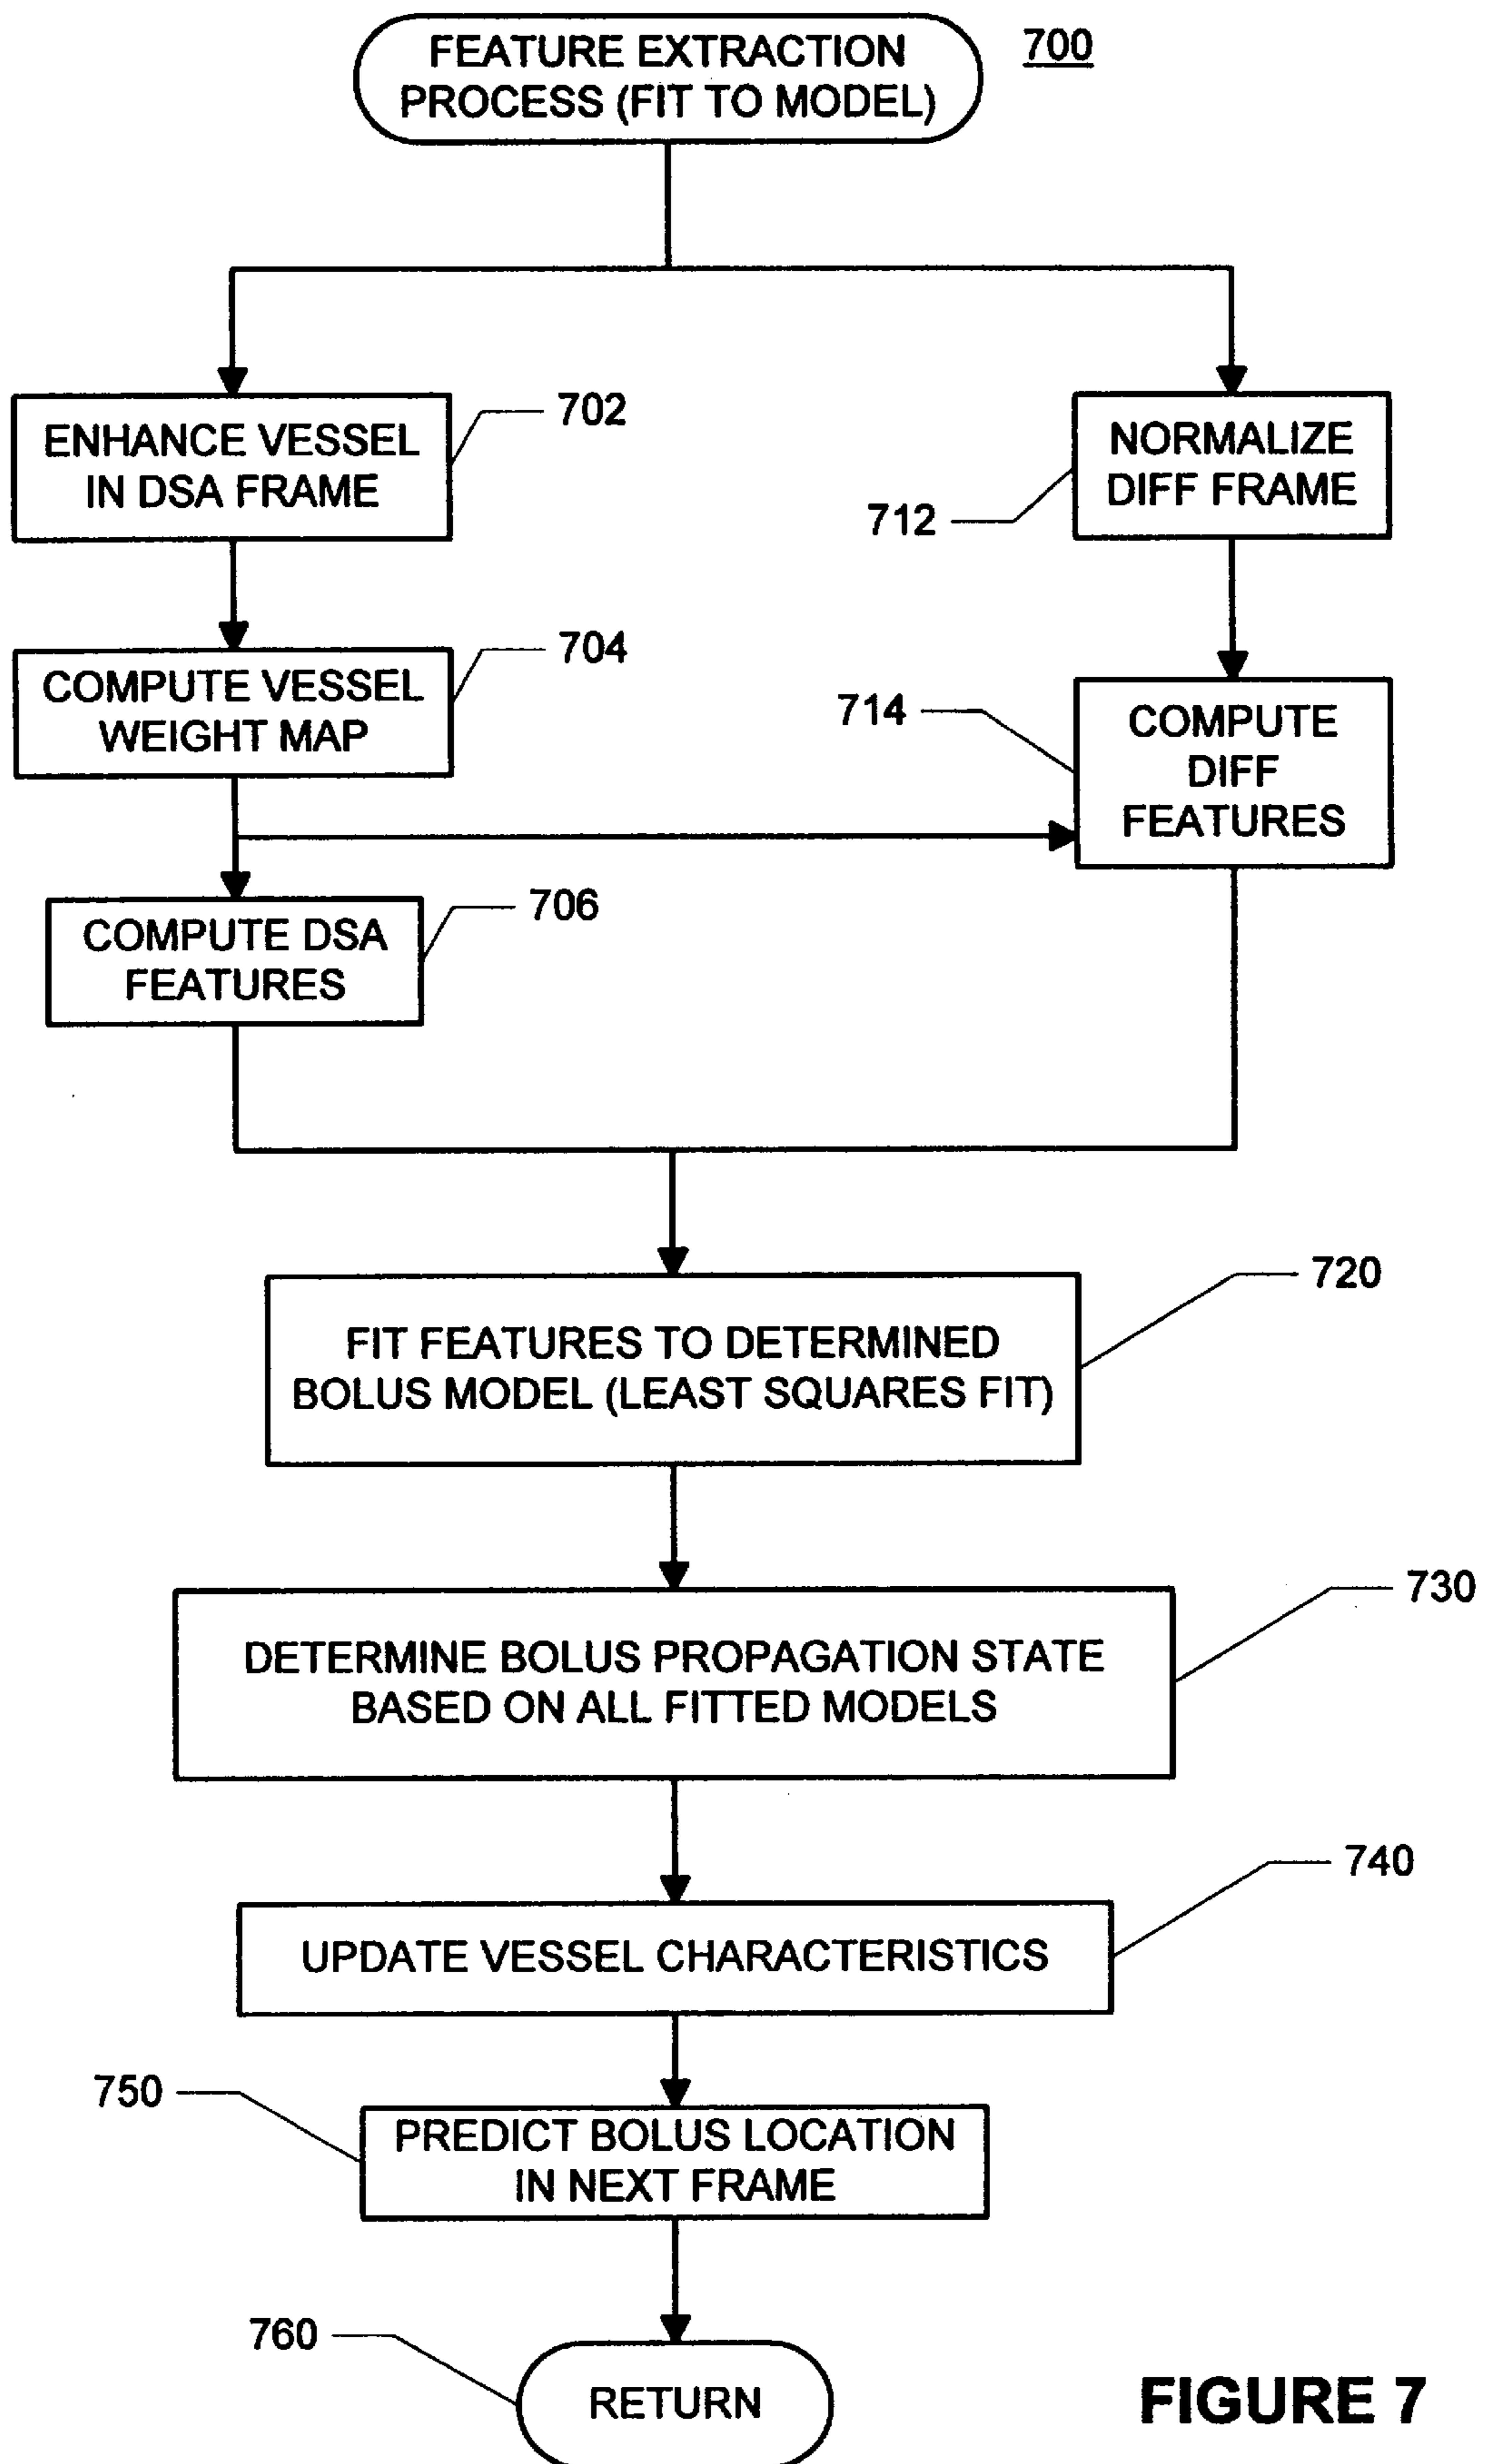 FEATURE EXTRACTION
PROCESS (FIT TO MODEL)
700
ENHANCE VESSEL
IN DSA FRAME
702
NORMALIZE
DIFF FRAME
712
COMPUTE VESSEL
WEIGHT MAP
704
COMPUTE
DIFF
FEATURES
714
COMPUTE DSA
FEATURES
706
FIT FEATURES TO DETERMINED
BOLUS MODEL (LEAST SQUARES FIT)
720
DETERMINE BOLUS PROPAGATION STATE
BASED ON ALL FITTED MODELS
730
UPDATE VESSEL CHARACTERISTICS
740
PREDICT BOLUS LOCATION
IN NEXT FRAME
750
RETURN
760
FIGURE 7